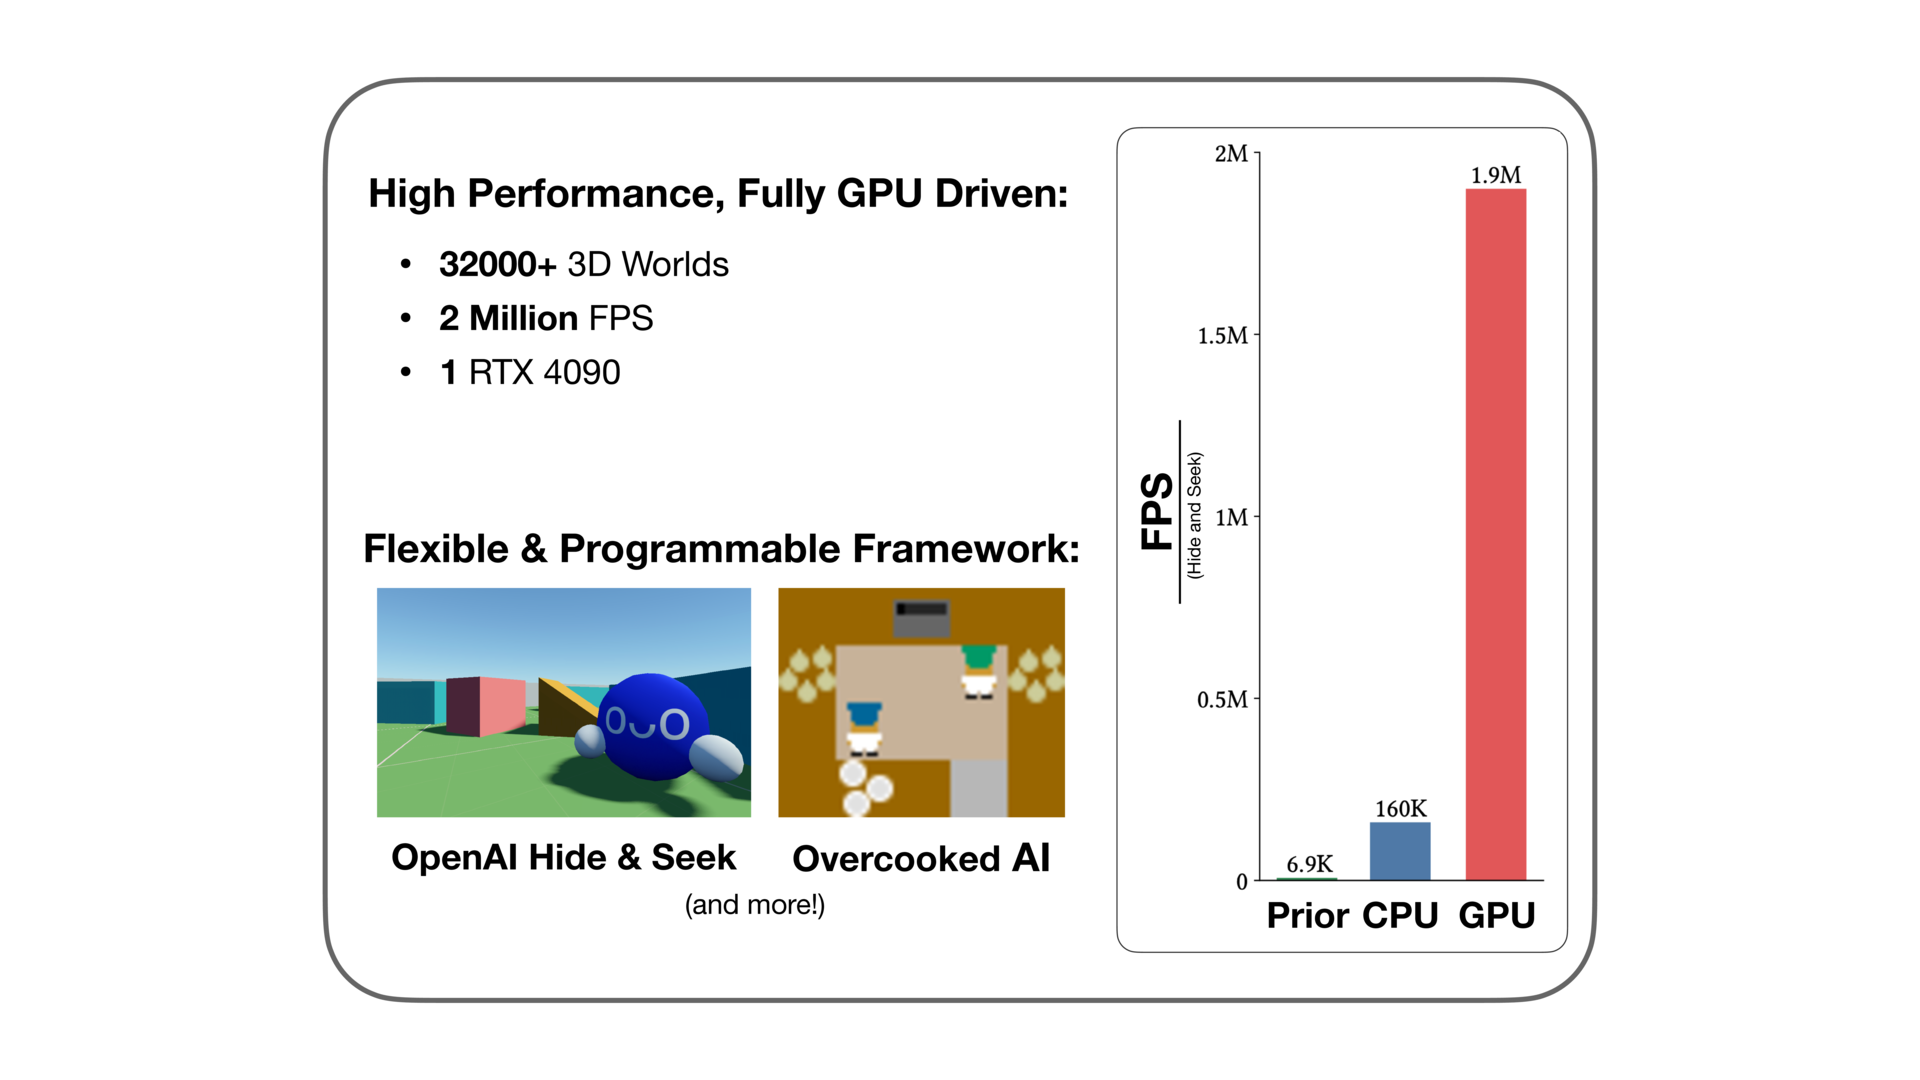 High Performance, Fully GPU Driven:
• 32000+ 3D Worlds
• 2 Million FPS
• 1 RTX 4090
Flexible & Programmable Framework:
OpenAI Hide & Seek
Overcooked AI
(and more!)
FPS
(Hide and Seek)
2M
1.5M
1M
0.5M
0
6.9K
160K
1.9M
Prior CPU GPU